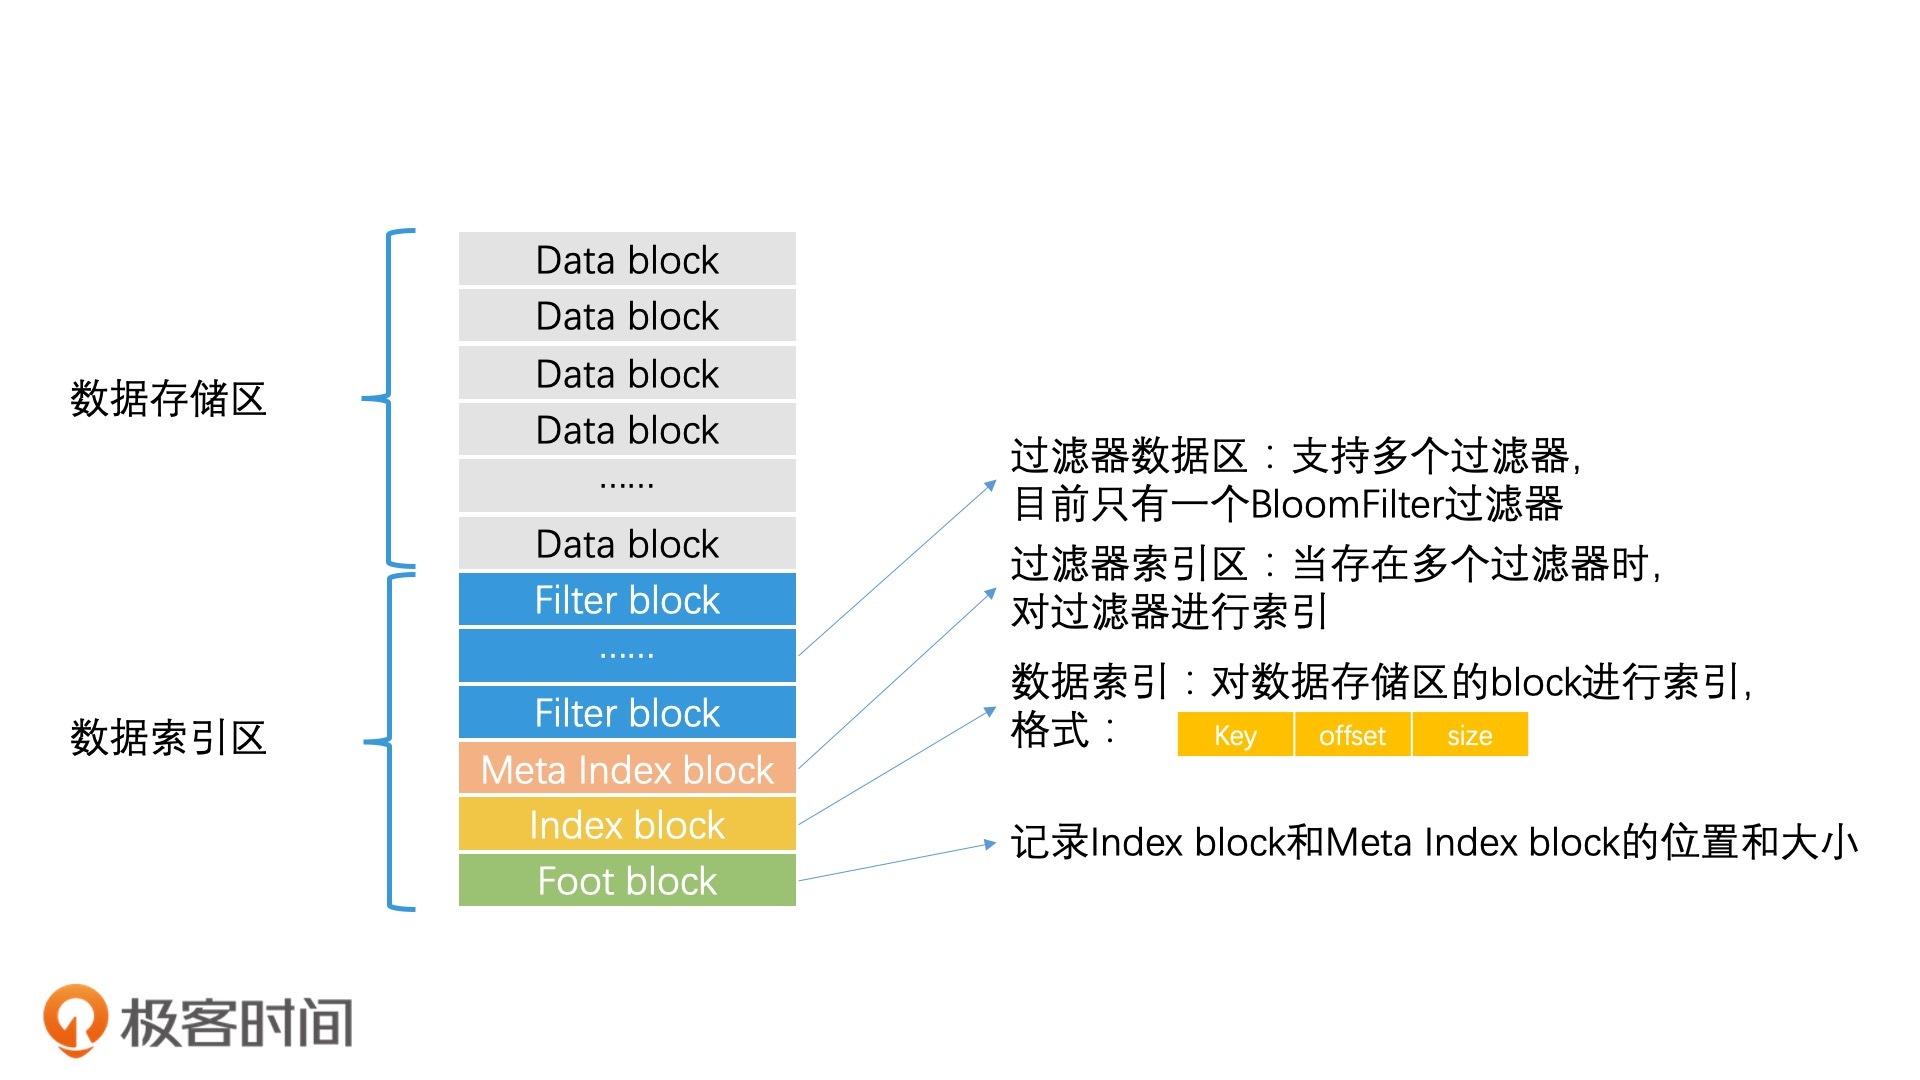 数据存储区
Data block
Data block
Data block
Data block
......
Data block
数据索引区
Filter block
......
Filter block
Meta Index block
Index block
Foot block
过滤器数据区：支持多个过滤器,
目前只有一个BloomFilter过滤器
过滤器索引区：当存在多个过滤器时,
对过滤器进行索引
数据索引：对数据存储区的block进行索引,
格式： Key offset size
记录Index block和Meta Index block的位置和大小
极客时间